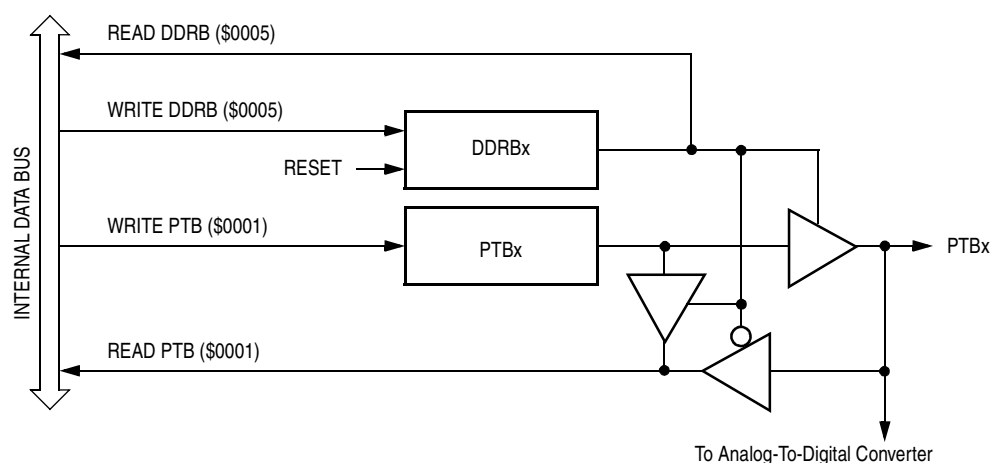 READ DDRB ($0005)
WRITE DDRB ($0005)
DDRBx
RESET
INTERNAL DATA BUS
WRITE PTB ($0001)
PTBx
PTBx
READ PTB ($0001)
To Analog-To-Digital Converter